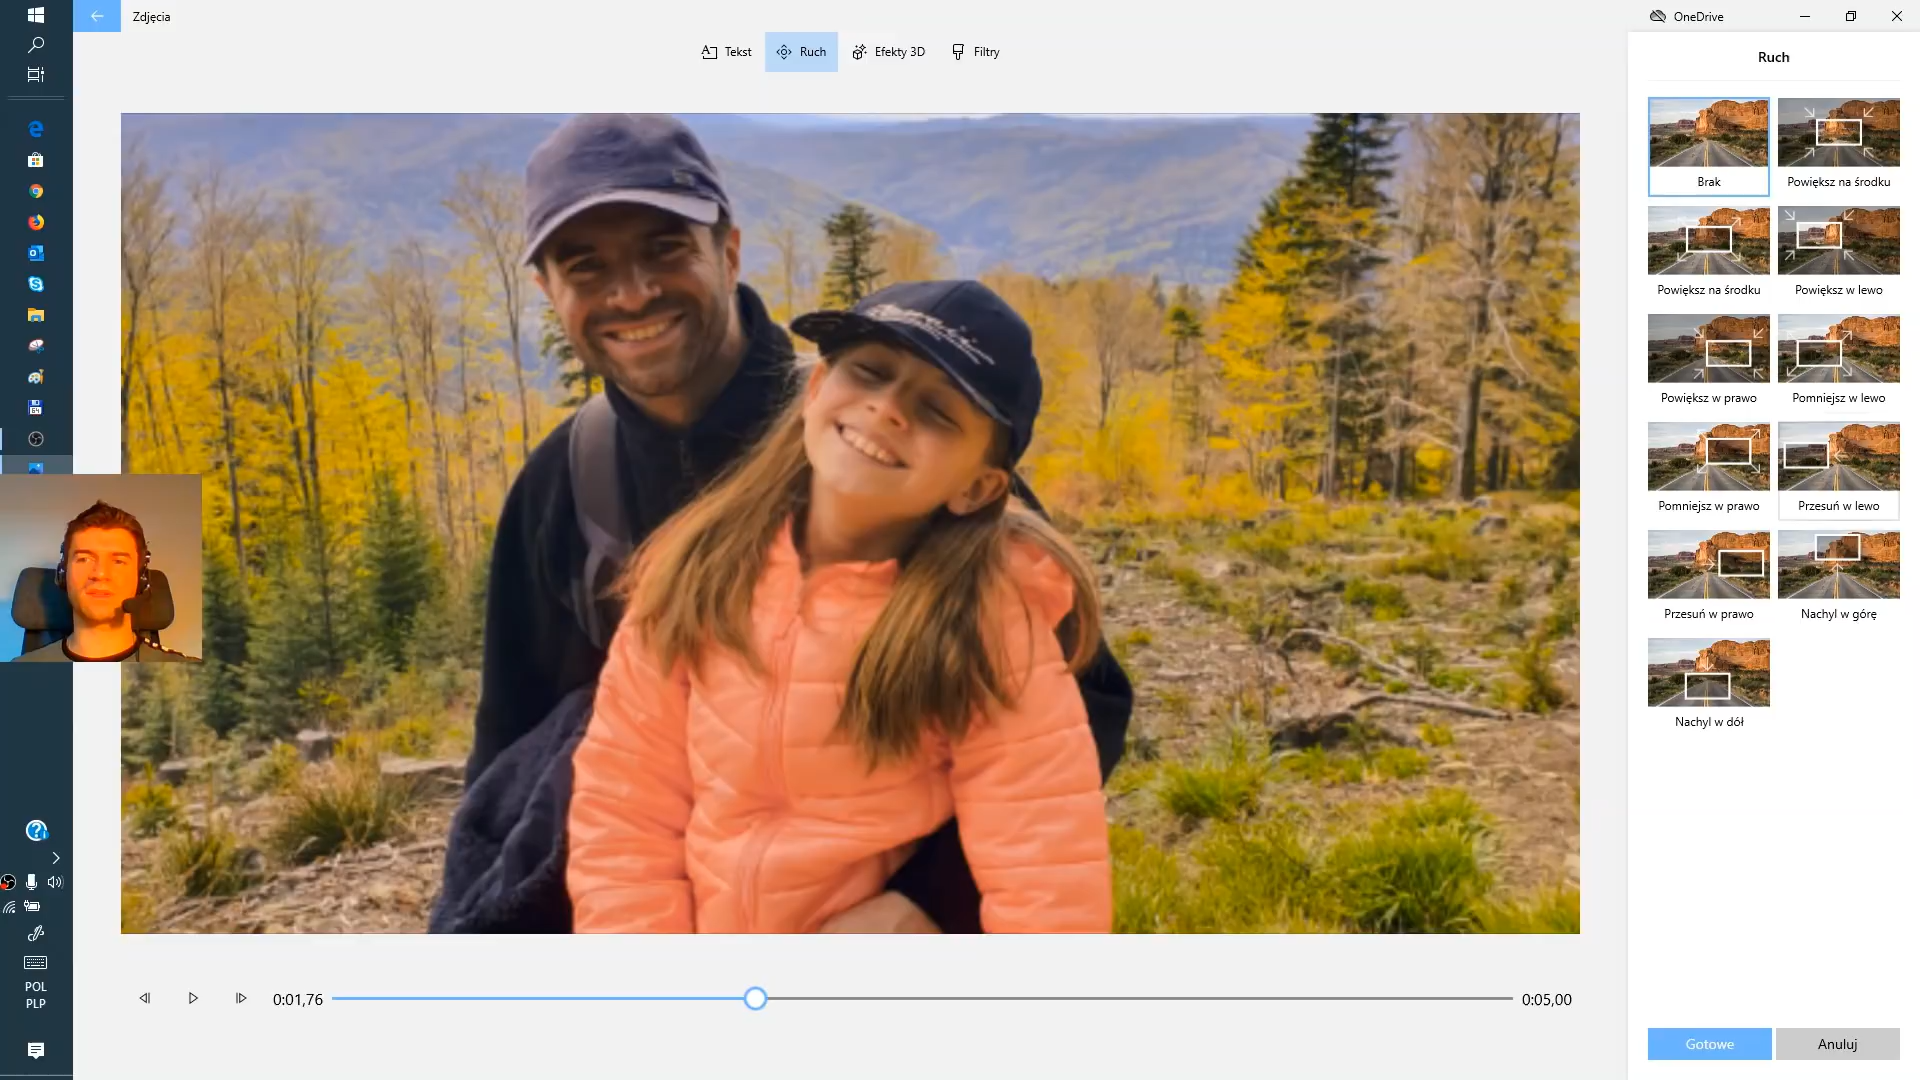 Zdjęcia
OneDrive
Tekst
Ruch
Efekty 3D
Filtry
Ruch
Brak
Powiększ na środku
Powiększ na środku
Powiększ w lewo
Powiększ w prawo
Pomniejsz w lewo
Pomniejsz w prawo
Przesuń w lewo
Przesuń w prawo
Nachyl w górę
Nachyl w dół
64
POL
PLP
0:01,76
0:05,00
Gotowe
Anuluj